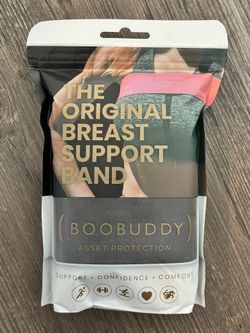 THE
ORIGINAL
BREAST
SUPPORT
BAND
(BOOBUDDY)
ASSET PROTECTION
SUPPORT • CONFIDENCE • COMFORT